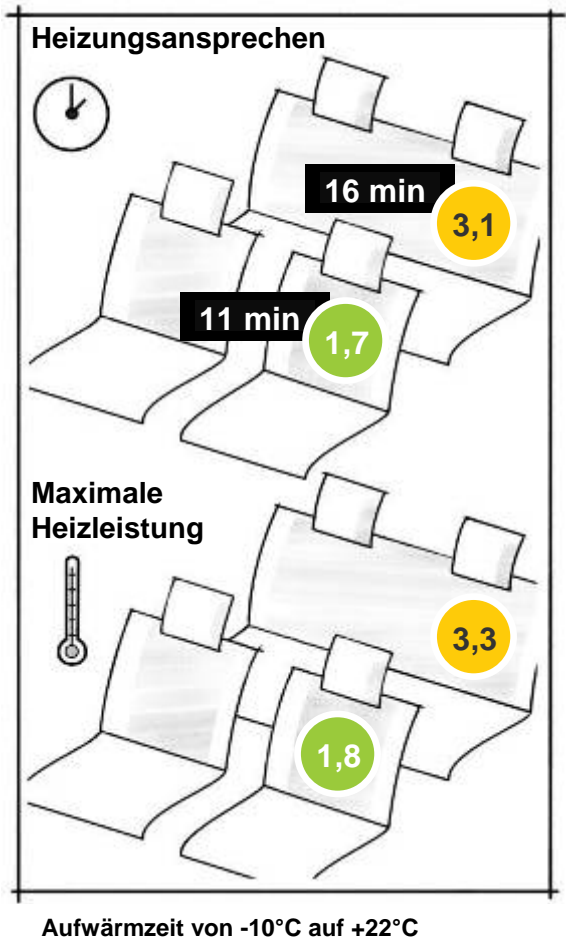 Heizungsansprechen
16 min
3,1
11 min
1,7
Maximale
Heizleistung
3,3
1,8
Aufwärmzeit von -10°C auf +22°C